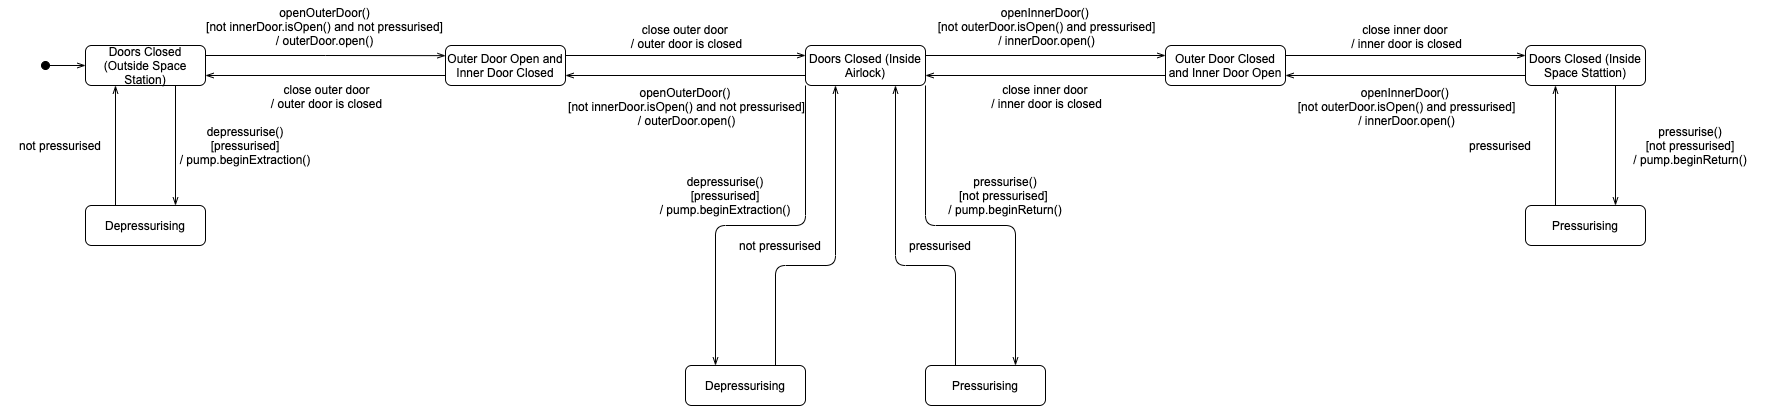 openOuterDoor()
[not innerDoor.isOpen() and not pressurised]
/ outerDoor.open()
close outer door
/ outer door is closed
openInnerDoor()
[not outerDoor.isOpen() and pressurised]
/ innerDoor.open()
close inner door
/ inner door is closed
Doors Closed
(Outside Space
Station)
Outer Door Open and
Inner Door Closed
Doors Closed (Inside
Airlock)
Outer Door Closed
and Inner Door Open
Doors Closed (Inside
Space Stattion)
close outer door
/ outer door is closed
openOuterDoor()
[not innerDoor.isOpen() and not pressurised]
/ outerDoor.open()
close inner door
/ inner door is closed
openInnerDoor()
[not outerDoor.isOpen() and pressurised]
/ innerDoor.open()
not pressurised
depressurise()
[pressurised]
/ pump.beginExtraction()
pressurised
pressurise()
[not pressurised]
/ pump.beginReturn()
depressurise()
[pressurised]
/ pump.beginExtraction()
pressurise()
[not pressurised]
/ pump.beginReturn()
Depressurising
not pressurised
pressurised
Pressurising
Depressurising
Pressurising